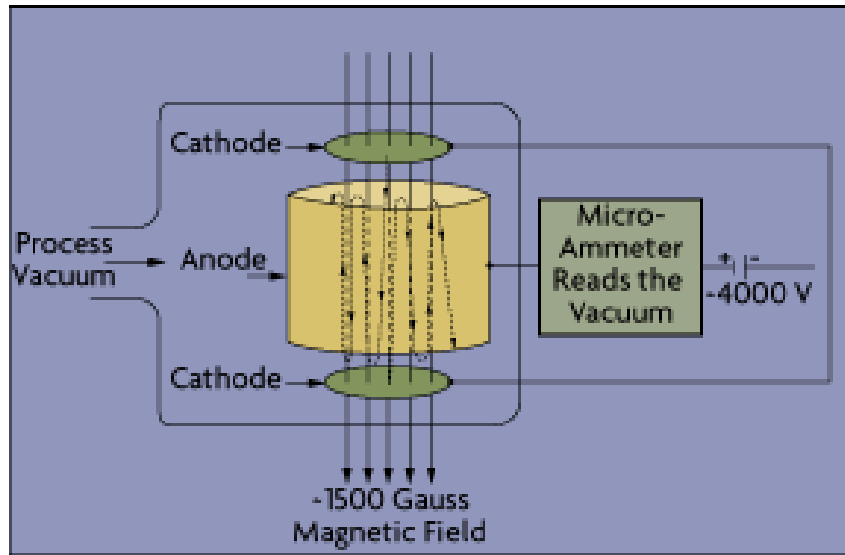 Cathode
Process
Vacuum
Anode
Micro-
Ammeter
Reads the
Vacuum
+ -
~4000 V
Cathode
~1500 Gauss
Magnetic Field